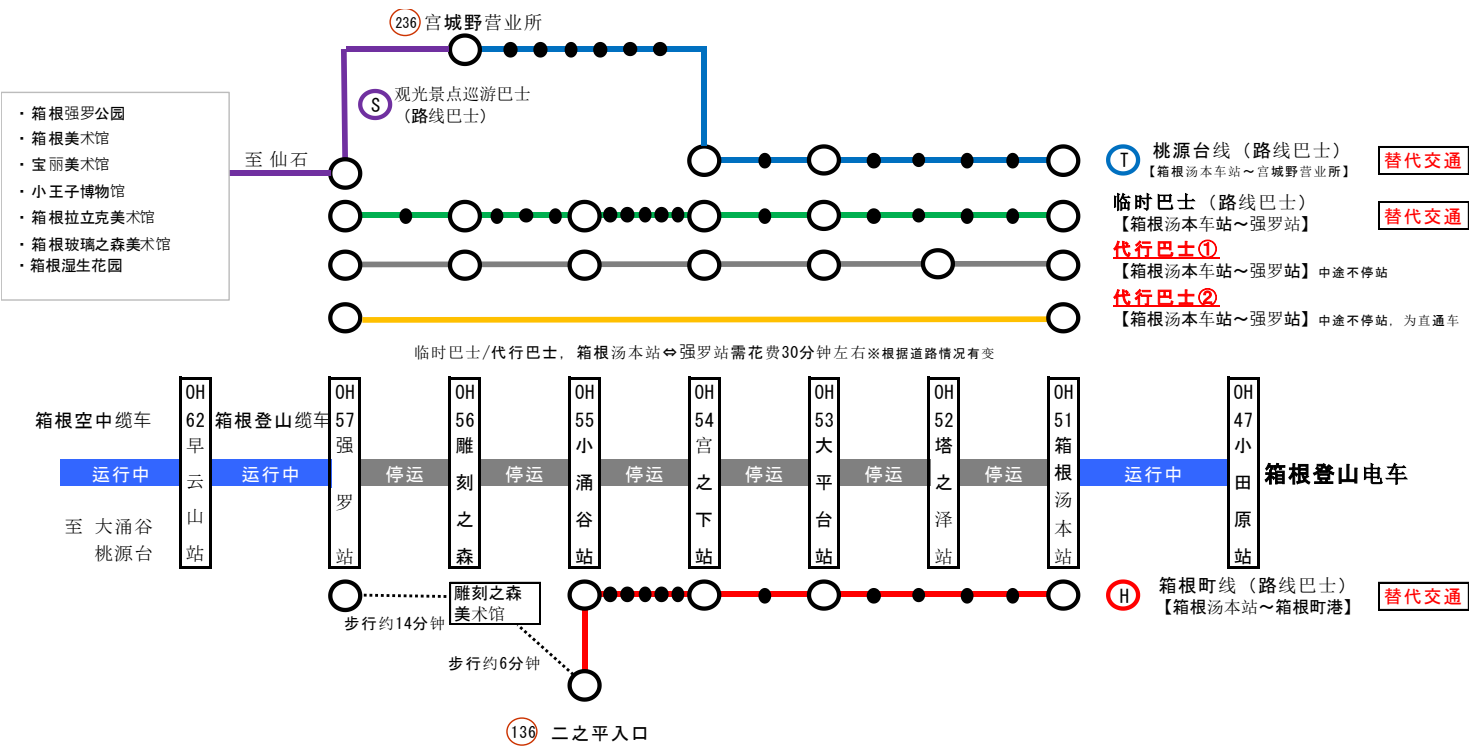 236 宫城野营业所
S 观光景点巡游巴士
（路线巴士）
・箱根强罗公园
・箱根美术馆
・宝丽美术馆
・小王子博物馆
・箱根拉立克美术馆
・箱根玻璃之森美术馆
・箱根湿生花园
至 仙石
T 桃源台线（路线巴士）
【箱根汤本车站～宫城野营业所】
替代交通
临时巴士（路线巴士）
【箱根汤本车站～强罗站】
替代交通
代行巴士①
【箱根汤本车站～强罗站】中途不停站
代行巴士②
【箱根汤本车站～强罗站】中途不停站，为直通车
临时巴士/代行巴士，箱根汤本站⇔强罗站需花费30分钟左右※根据道路情况有变
箱根空中缆车
运行中
至 大涌谷
桃源台
OH
62
早云山站
箱根登山缆车
运行中
OH
57
强罗站
停运
OH
56
雕刻之森
停运
OH
55
小涌谷站
停运
OH
54
宫之下站
停运
OH
53
大平台站
停运
OH
52
塔之泽站
停运
OH
51
箱根汤本站
运行中
OH
47
小田原站
箱根登山电车
雕刻之森
美术馆
步行约14分钟
步行约6分钟
136 二之平入口
H 箱根町线（路线巴士）
【箱根汤本站～箱根町港】
替代交通